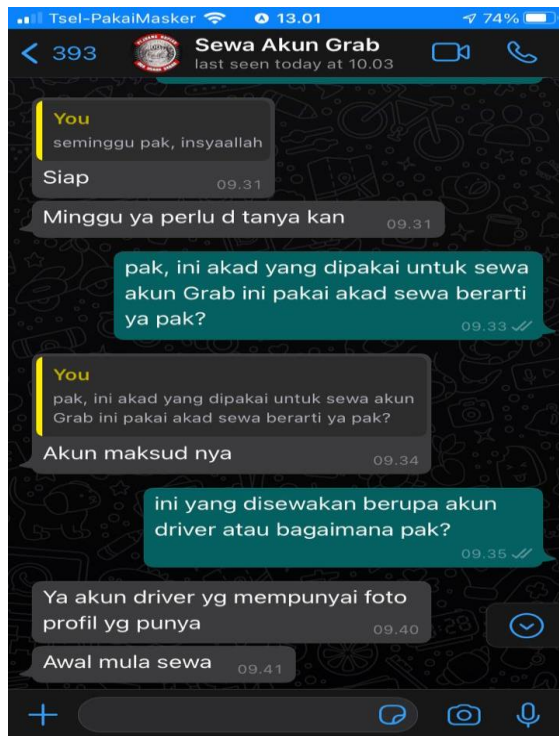 Tsel-PakaiMasker 13.01 74%
393 Sewa Akun Grab
last seen today at 10.03
You
seminggu pak, insyaallah
Siap 09.31
Minggu ya perlu d tanya kan 09.31
pak, ini akad yang dipakai untuk sewa
akun Grab ini pakai akad sewa berarti
ya pak? 09.33
You
pak, ini akad yang dipakai untuk sewa akun
Grab ini pakai akad sewa berarti ya pak?
Akun maksud nya 09.34
ini yang disewakan berupa akun
driver atau bagaimana pak?
09.35
Ya akun driver yg mempunyai foto
profil yg punya 09.40
Awal mula sewa 09.41